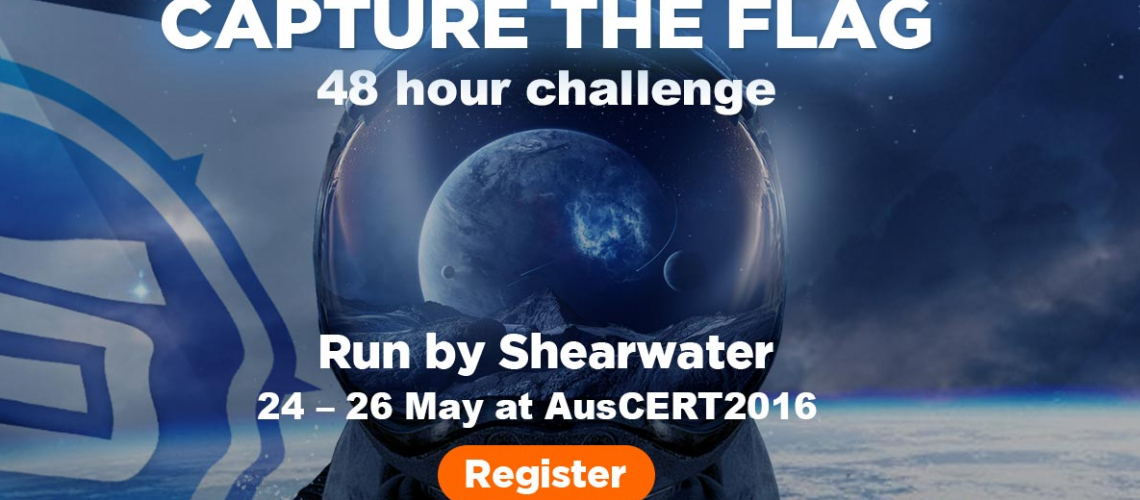 CAPTURE THE FLAG
48 hour challenge
Run by Shearwater
24 – 26 May at AusCERT2016
Register